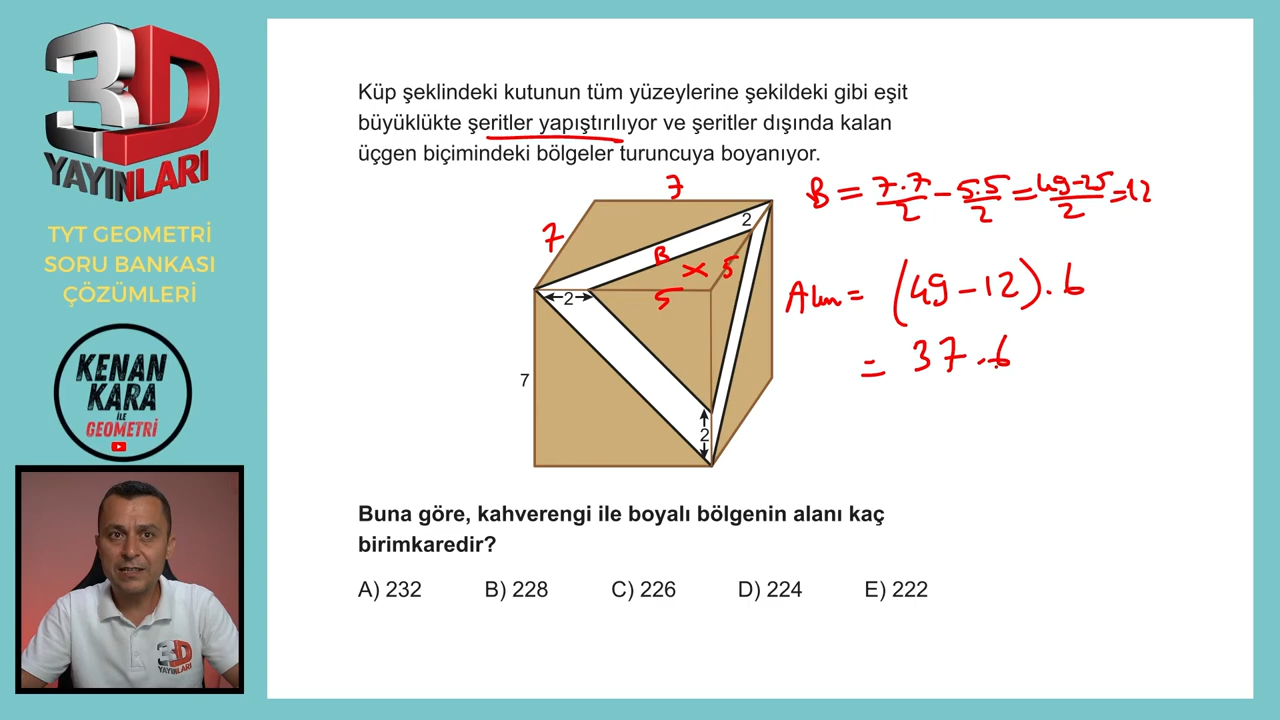 3D
YAYINLARI
TYT GEOMETRİ
SORU BANKASI
ÇÖZÜMLERİ
KENAN
KARA
İLE
GEOMETRİ
3D
YAYINLARI
Küp şeklindeki kutunun tüm yüzeylerine şekildeki gibi eşit
büyüklükte şeritler yapıştırılıyor ve şeritler dışında kalan
üçgen biçimindeki bölgeler turuncuya boyanıyor.
7
7
2
B
5
2
5
7
2
B = 7.7/2 - 5.5/2 = 49-25/2 = 12
Alan = (49-12).6
= 37.6
Buna göre, kahverengi ile boyalı bölgenin alanı kaç
birimkaredir?
A) 232 B) 228 C) 226 D) 224 E) 222